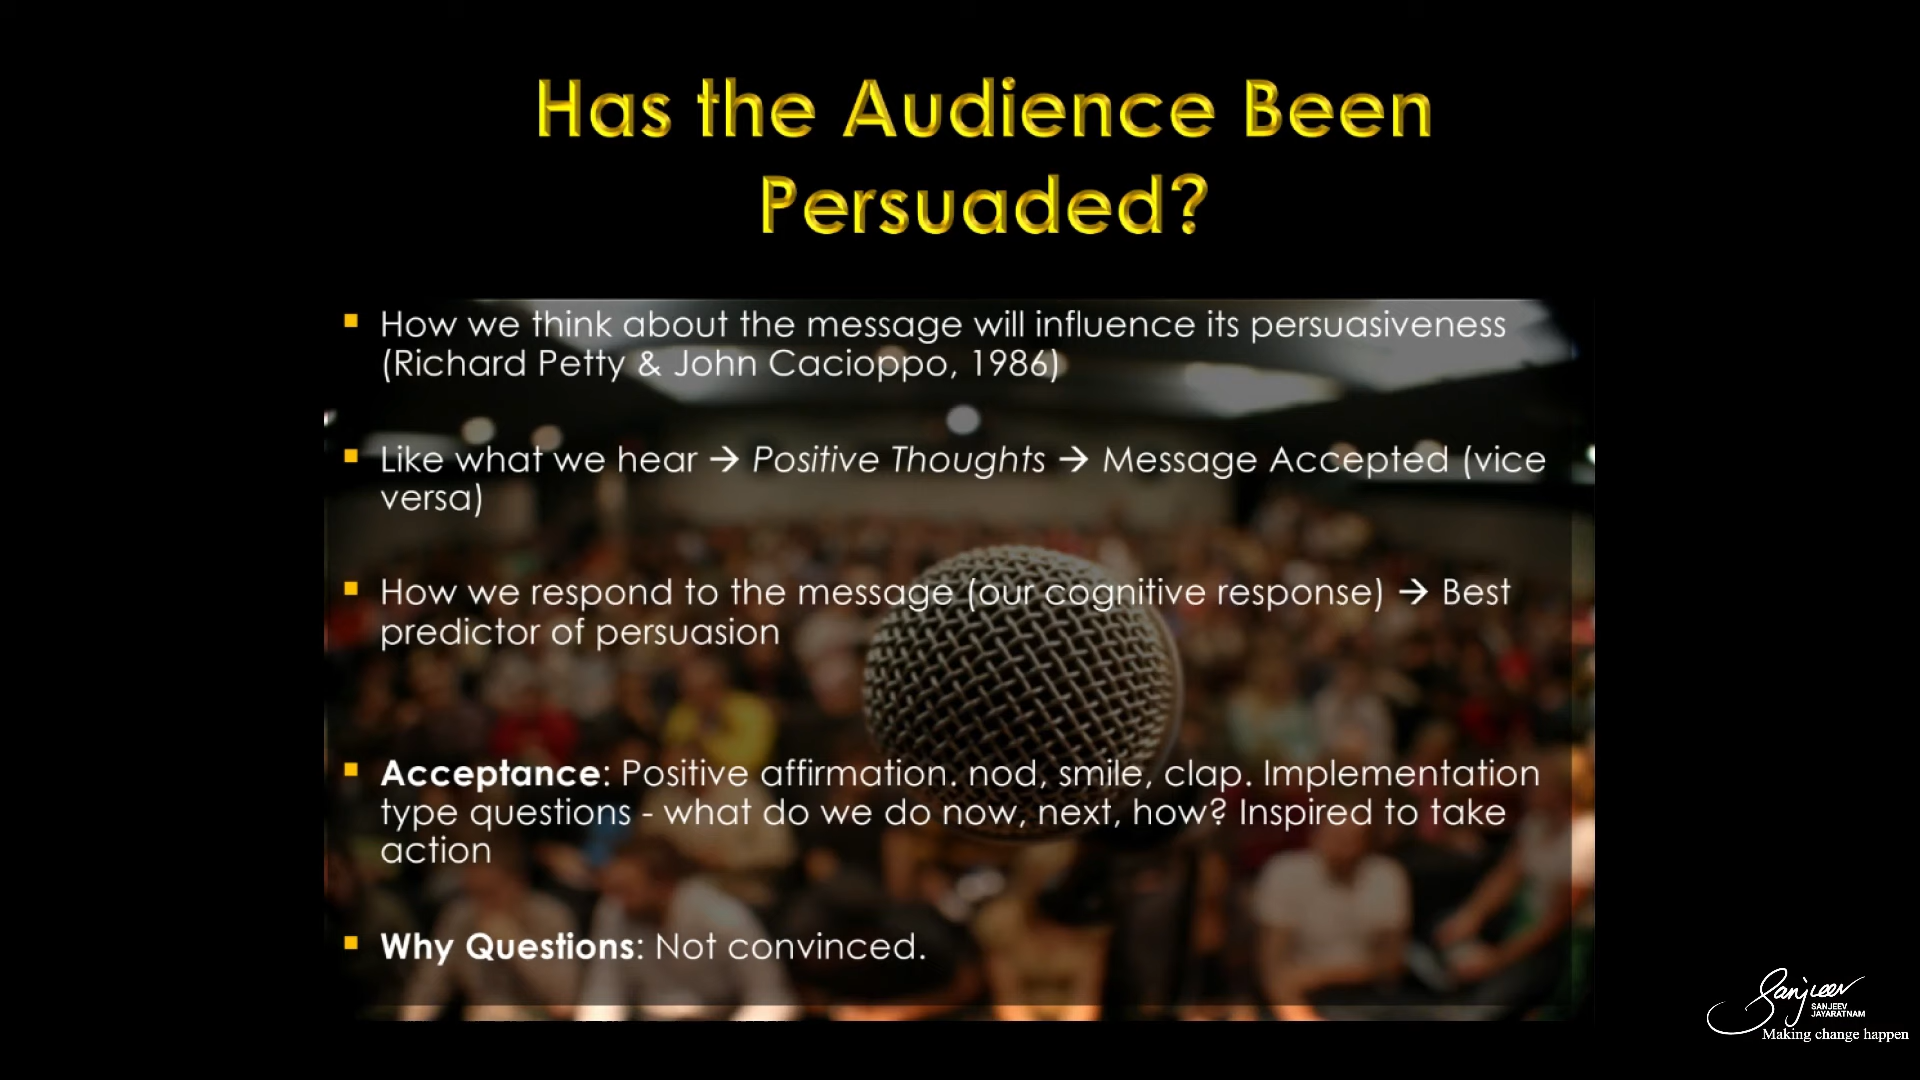 Has the Audience Been
Persuaded?
▪ How we think about the message will influence its persuasiveness
(Richard Petty & John Cacioppo, 1986)
▪ Like what we hear → Positive Thoughts → Message Accepted (vice
versa)
▪ How we respond to the message (our cognitive response) → Best
predictor of persuasion
▪ Acceptance: Positive affirmation. nod, smile, clap. Implementation
type questions - what do we do now, next, how? Inspired to take
action
▪ Why Questions: Not convinced.
Sanjeev
SANJEEV
JAYARATNAM
Making change happen